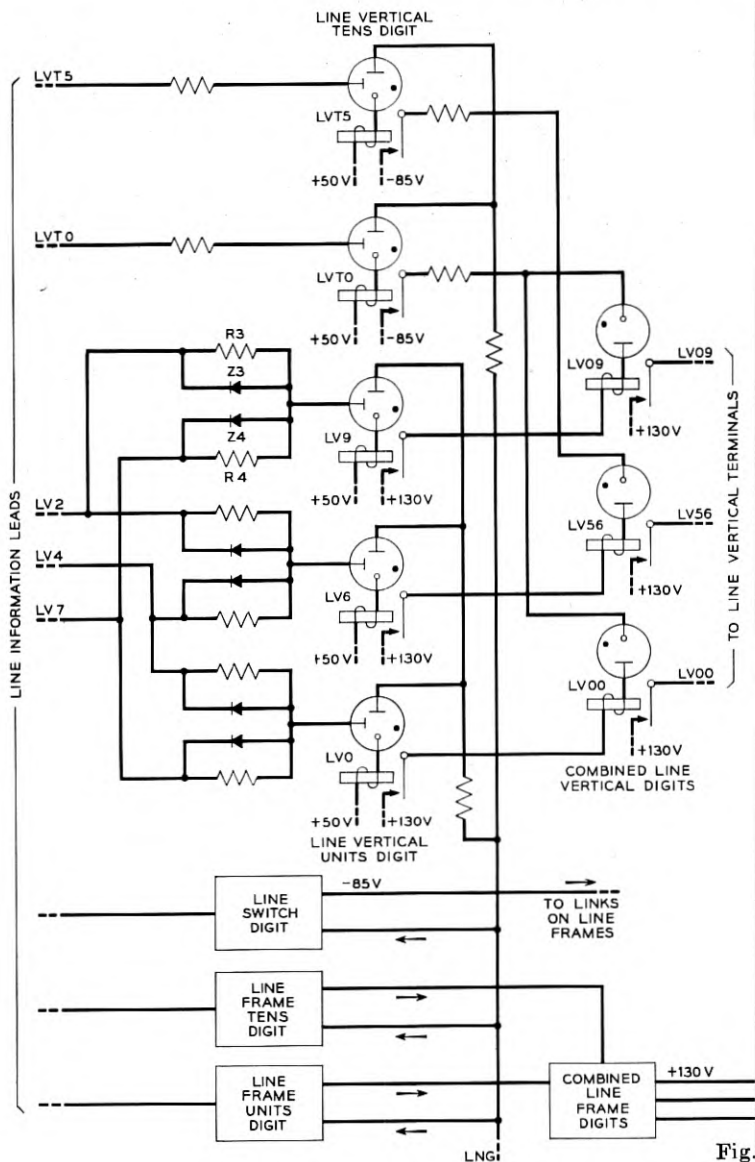 LINE VERTICAL
TENS DIGIT
LVT5
LVT5
+50V
-85V
LVT0
LVT0
+50V
-85V
R3
Z3
Z4
R4
LV9
+50V
+130V
LV09
LV09
+130V
LV2
LV4
LV7
LV6
+50V
+130V
LV56
LV56
+130V
LV0
+50V
+130V
LV00
LV00
+130V
LINE INFORMATION LEADS
TO LINE VERTICAL TERMINALS
LINE VERTICAL
UNITS DIGIT
COMBINED LINE
VERTICAL DIGITS
LINE
SWITCH
DIGIT
-85V
TO LINKS
ON LINE
FRAMES
LINE
FRAME
TENS
DIGIT
LINE
FRAME
UNITS
DIGIT
COMBINED
LINE
FRAME
DIGITS
+130V
LNG
Fig.